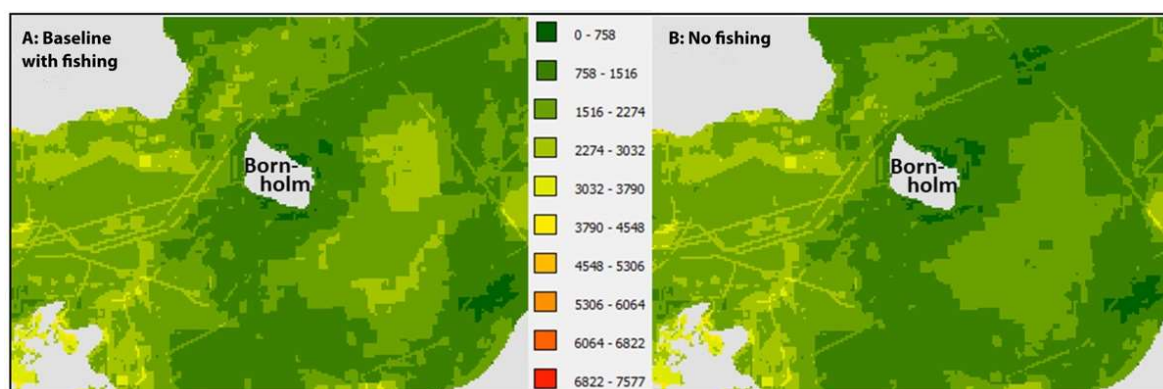 A: Baseline
with fishing
Born-
holm
0 - 758
758 - 1516
1516 - 2274
2274 - 3032
3032 - 3790
3790 - 4548
4548 - 5306
5306 - 6064
6064 - 6822
6822 - 7577
B: No fishing
Born-
holm